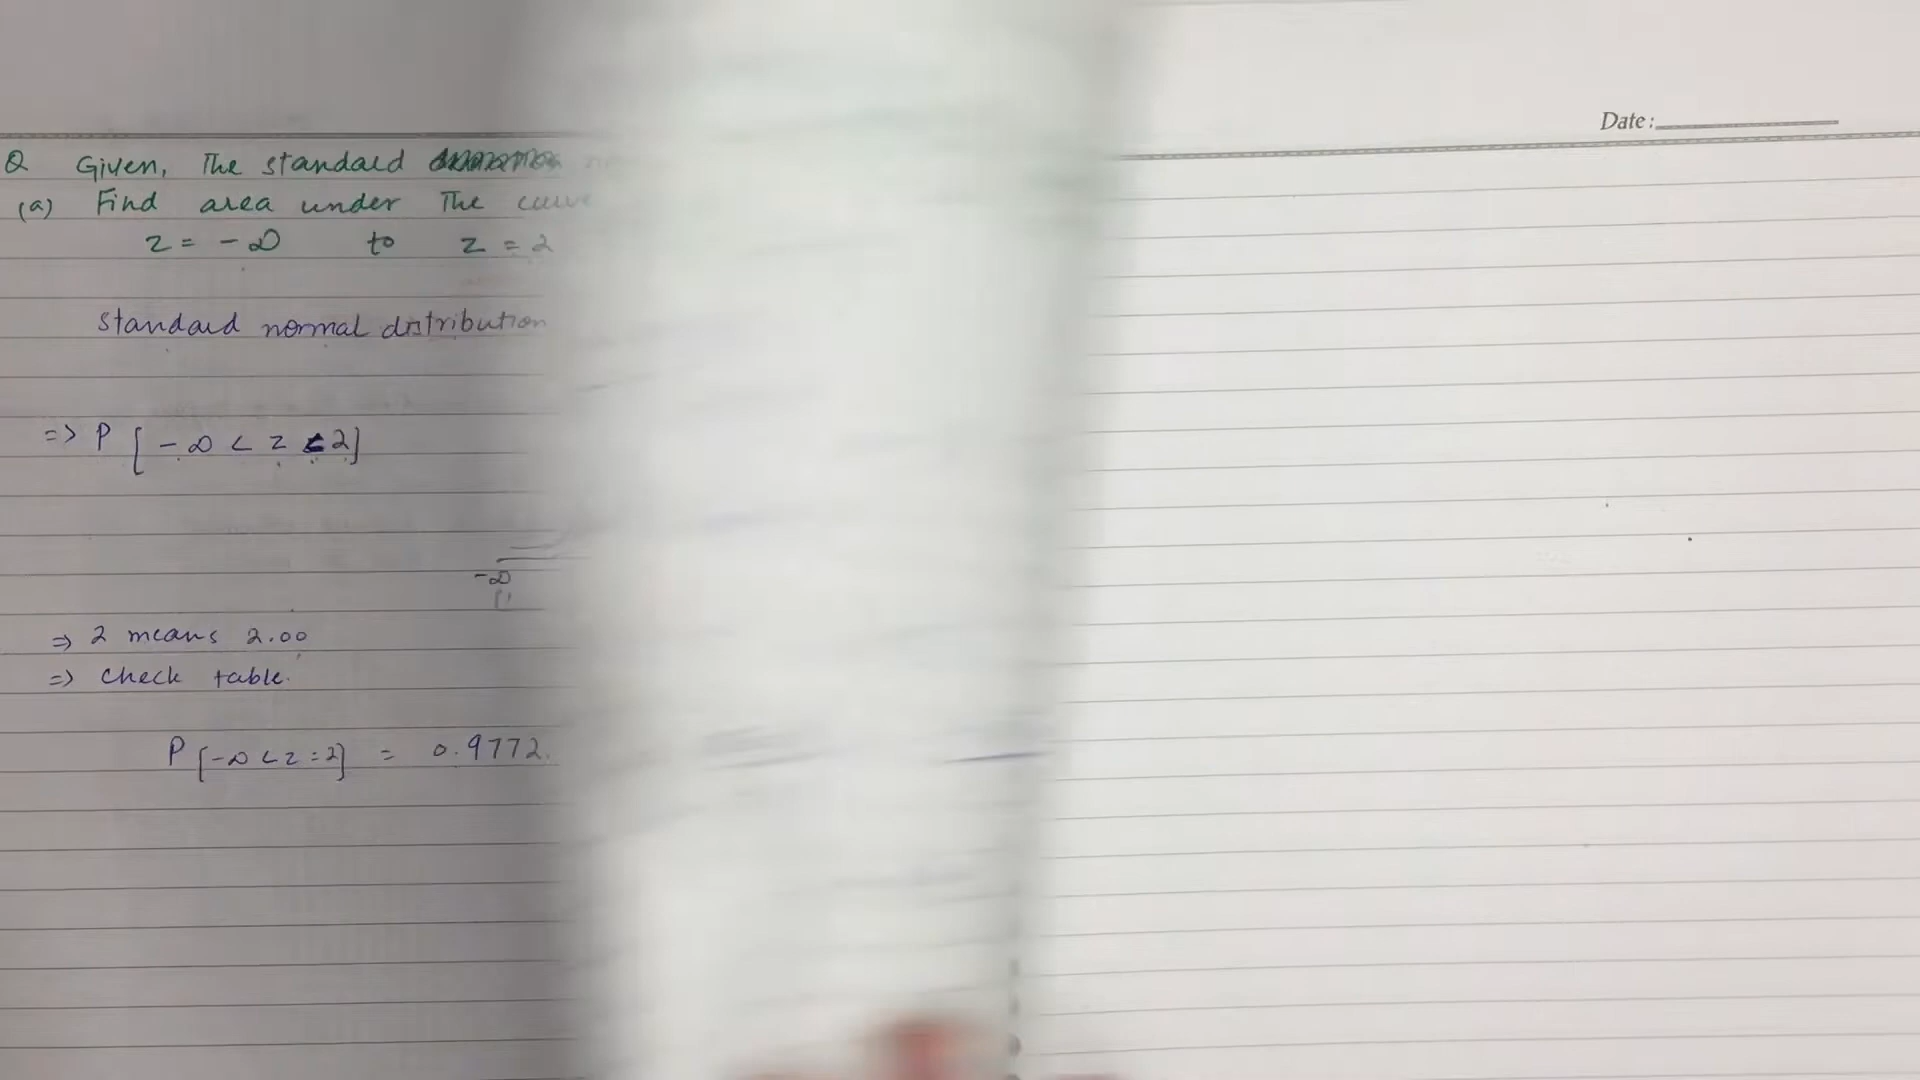 Date:
Q Given, The standard
(a) Find area under The curve
z = -∞ to z = 2
standard normal distribution
=> P [-∞ < z < 2]
-∞
=> 2 means 2.00
=> check table.
P [-∞ < z = 2] = 0.9772.